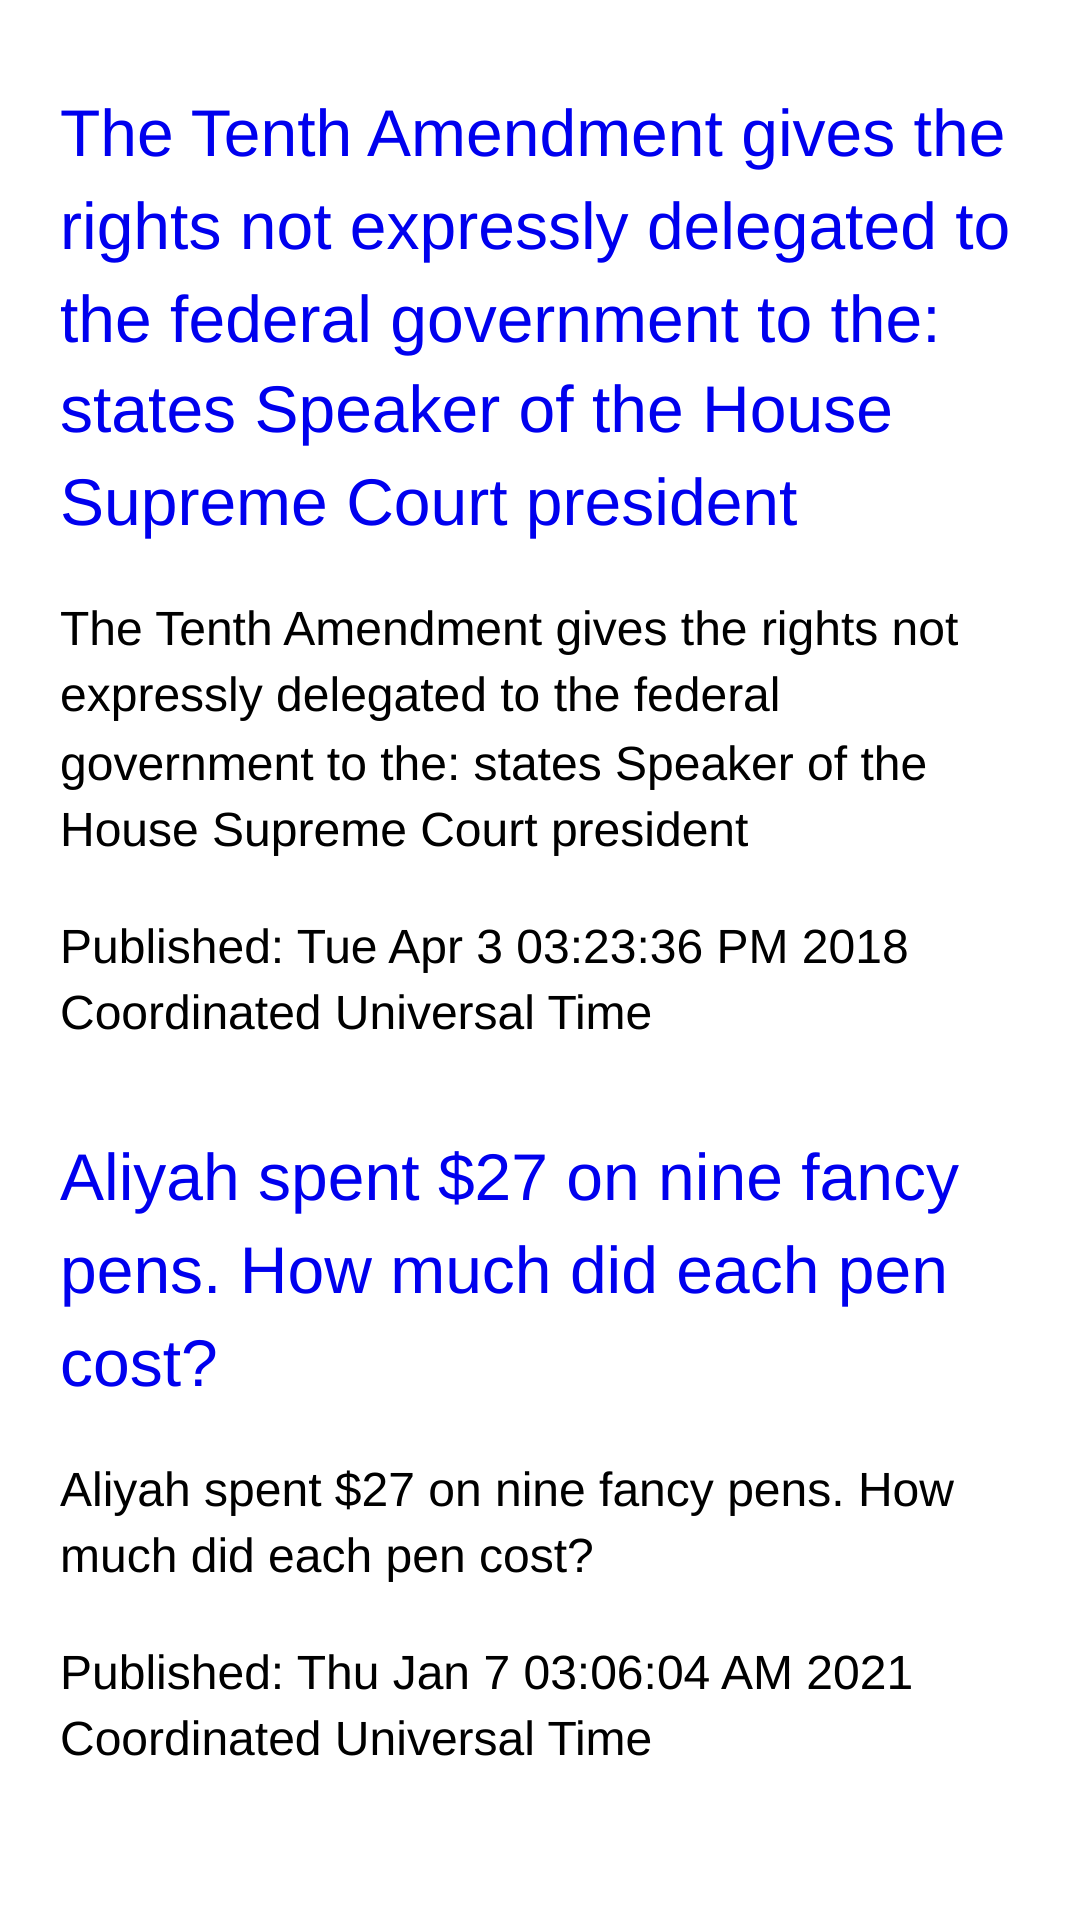 The Tenth Amendment gives the
rights not expressly delegated to
the federal government to the:
states Speaker of the House
Supreme Court president
The Tenth Amendment gives the rights not
expressly delegated to the federal
government to the: states Speaker of the
House Supreme Court president
Published: Tue Apr 3 03:23:36 PM 2018
Coordinated Universal Time
Aliyah spent $27 on nine fancy
pens. How much did each pen
cost?
Aliyah spent $27 on nine fancy pens. How
much did each pen cost?
Published: Thu Jan 7 03:06:04 AM 2021
Coordinated Universal Time